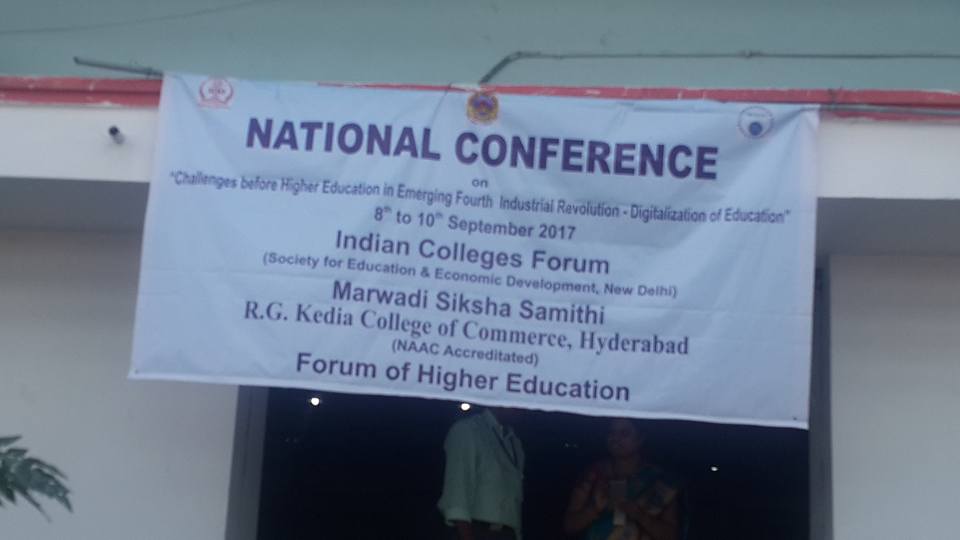 NATIONAL CONFERENCE
on
"Challenges before Higher Education in Emerging Fourth Industrial Revolution - Digitalization of Education"
8th to 10th September 2017
Indian Colleges Forum
(Society for Education & Economic Development, New Delhi)
Marwadi Siksha Samithi
R.G. Kedia College of Commerce, Hyderabad
(NAAC Accredited)
Forum of Higher Education